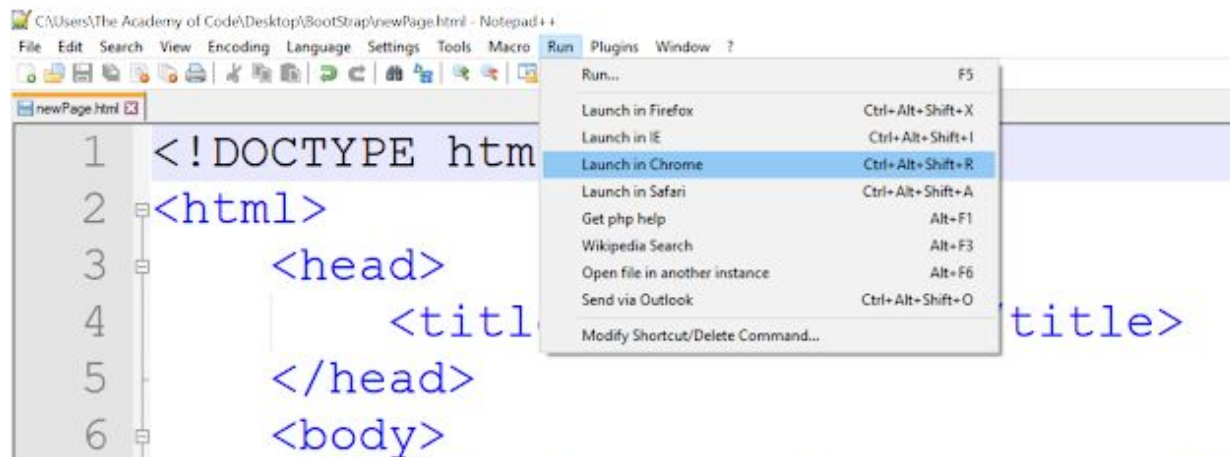 C:\Users\The Academy of Code\Desktop\BootStrap\newPage.html - Notepad++
File Edit Search View Encoding Language Settings Tools Macro Run Plugins Window ?
newPage.html
Run... F5
Launch in Firefox Ctrl+Alt+Shift+X
Launch in IE Ctrl+Alt+Shift+I
Launch in Chrome Ctrl+Alt+Shift+R
Launch in Safari Ctrl+Alt+Shift+A
Get php help Alt+F1
Wikipedia Search Alt+F3
Open file in another instance Alt+F6
Send via Outlook Ctrl+Alt+Shift+O
Modify Shortcut/Delete Command...
1 <!DOCTYPE htm
2 <html>
3 <head>
4 <titl /title>
5 </head>
6 <body>